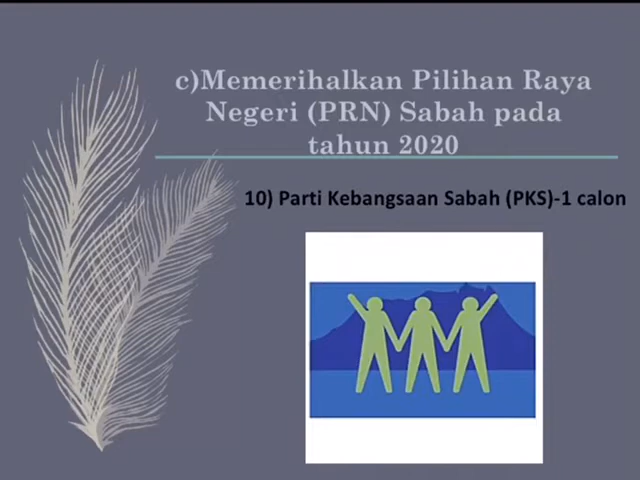 c)Memerihalkan Pilihan Raya
Negeri (PRN) Sabah pada
tahun 2020
10) Parti Kebangsaan Sabah (PKS)-1 calon